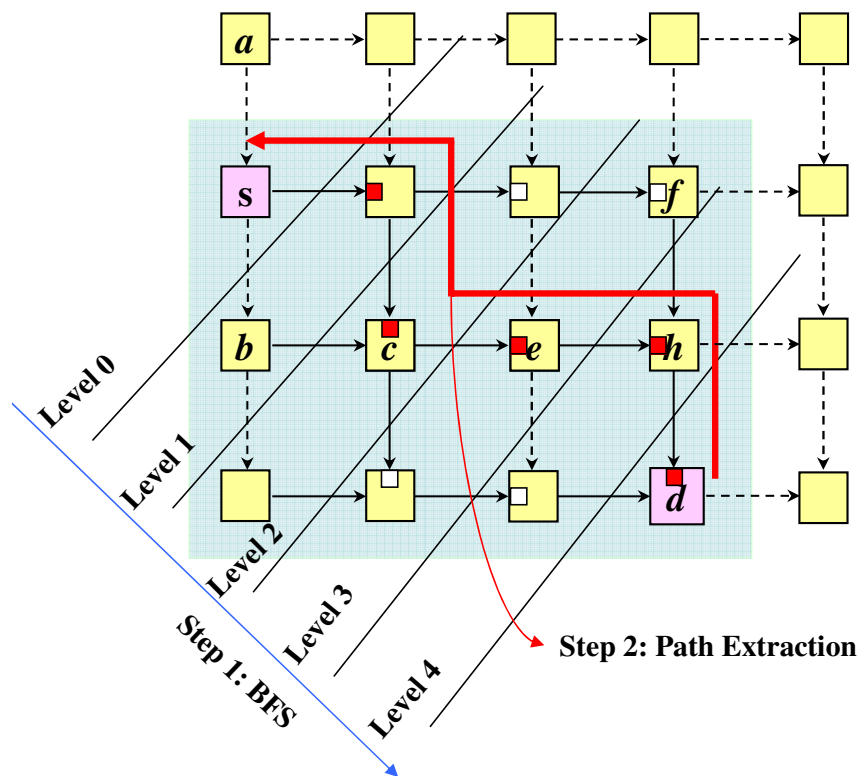 a
s
f
b
c
e
h
d
Level 0
Level 1
Level 2
Level 3
Level 4
Step 1: BFS
Step 2: Path Extraction